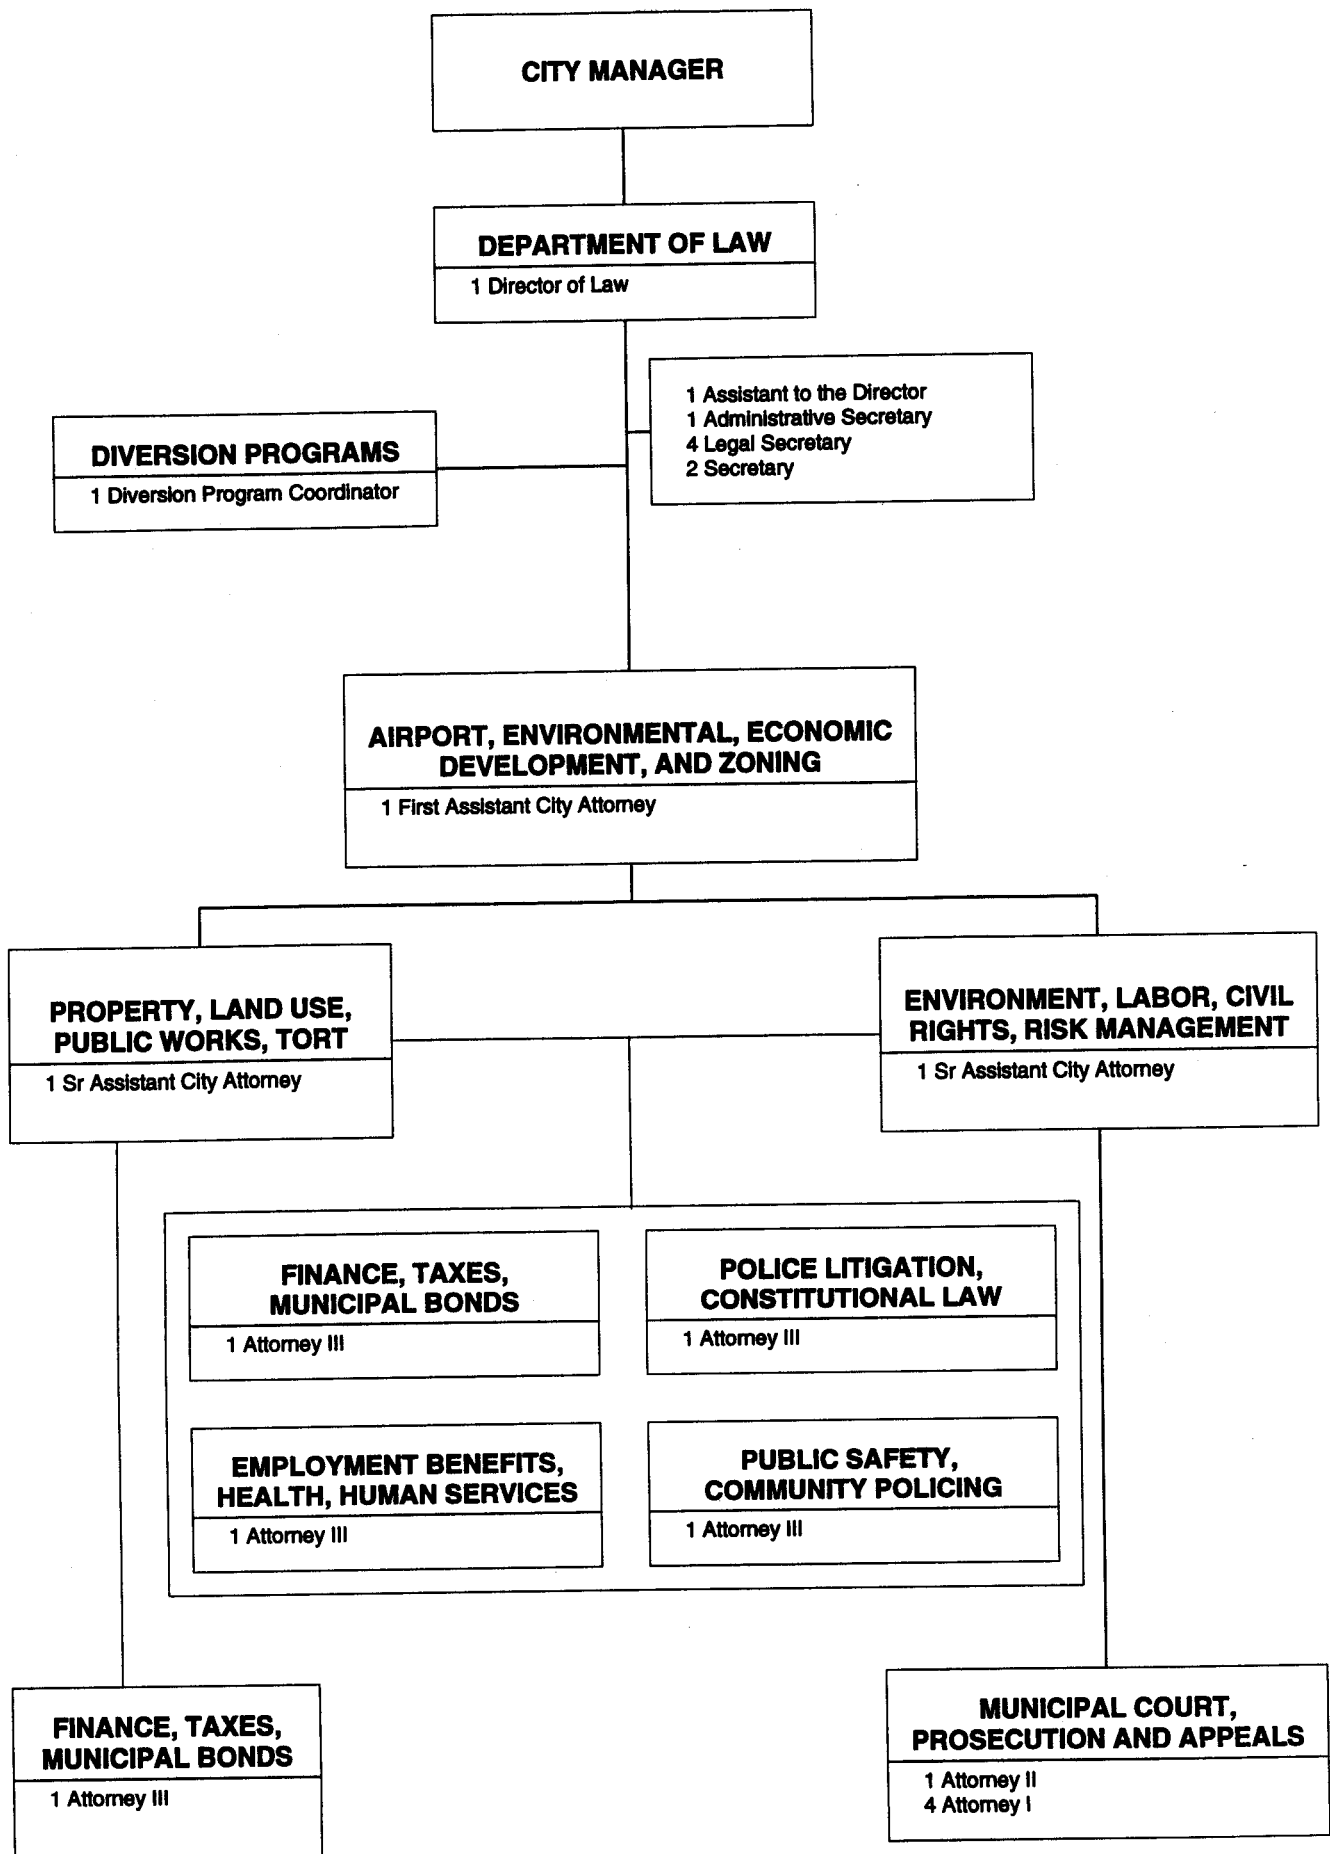 CITY MANAGER
DEPARTMENT OF LAW
1 Director of Law
1 Assistant to the Director
1 Administrative Secretary
4 Legal Secretary
2 Secretary
DIVERSION PROGRAMS
1 Diversion Program Coordinator
AIRPORT, ENVIRONMENTAL, ECONOMIC
DEVELOPMENT, AND ZONING
1 First Assistant City Attorney
PROPERTY, LAND USE,
PUBLIC WORKS, TORT
1 Sr Assistant City Attorney
ENVIRONMENT, LABOR, CIVIL
RIGHTS, RISK MANAGEMENT
1 Sr Assistant City Attorney
FINANCE, TAXES,
MUNICIPAL BONDS
1 Attorney III
POLICE LITIGATION,
CONSTITUTIONAL LAW
1 Attorney III
EMPLOYMENT BENEFITS,
HEALTH, HUMAN SERVICES
1 Attorney III
PUBLIC SAFETY,
COMMUNITY POLICING
1 Attorney III
FINANCE, TAXES,
MUNICIPAL BONDS
1 Attorney III
MUNICIPAL COURT,
PROSECUTION AND APPEALS
1 Attorney II
4 Attorney I